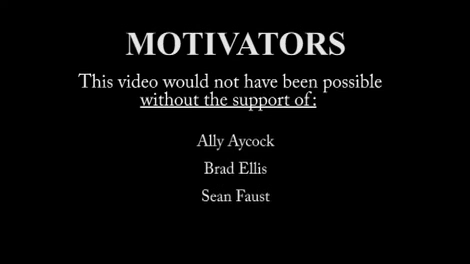 MOTIVATORS
This video would not have been possible
without the support of:
Ally Aycock
Brad Ellis
Sean Faust